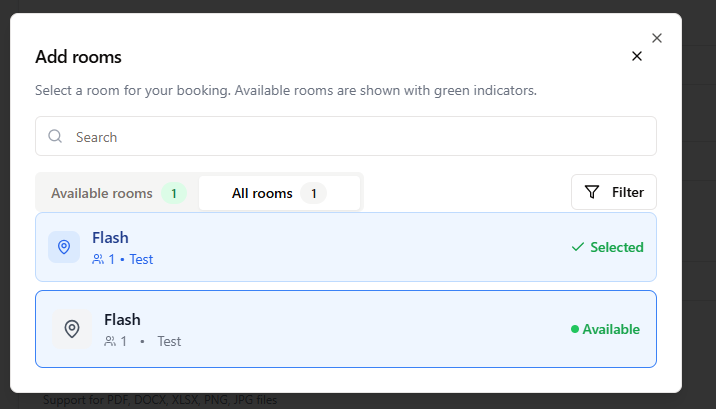 Add rooms
Select a room for your booking. Available rooms are shown with green indicators.
Search
Available rooms 1 All rooms 1 Filter
Flash
1 • Test
Selected
Flash
1 • Test
Available
Support for PDF, DOCX, XLSX, PNG, JPG files